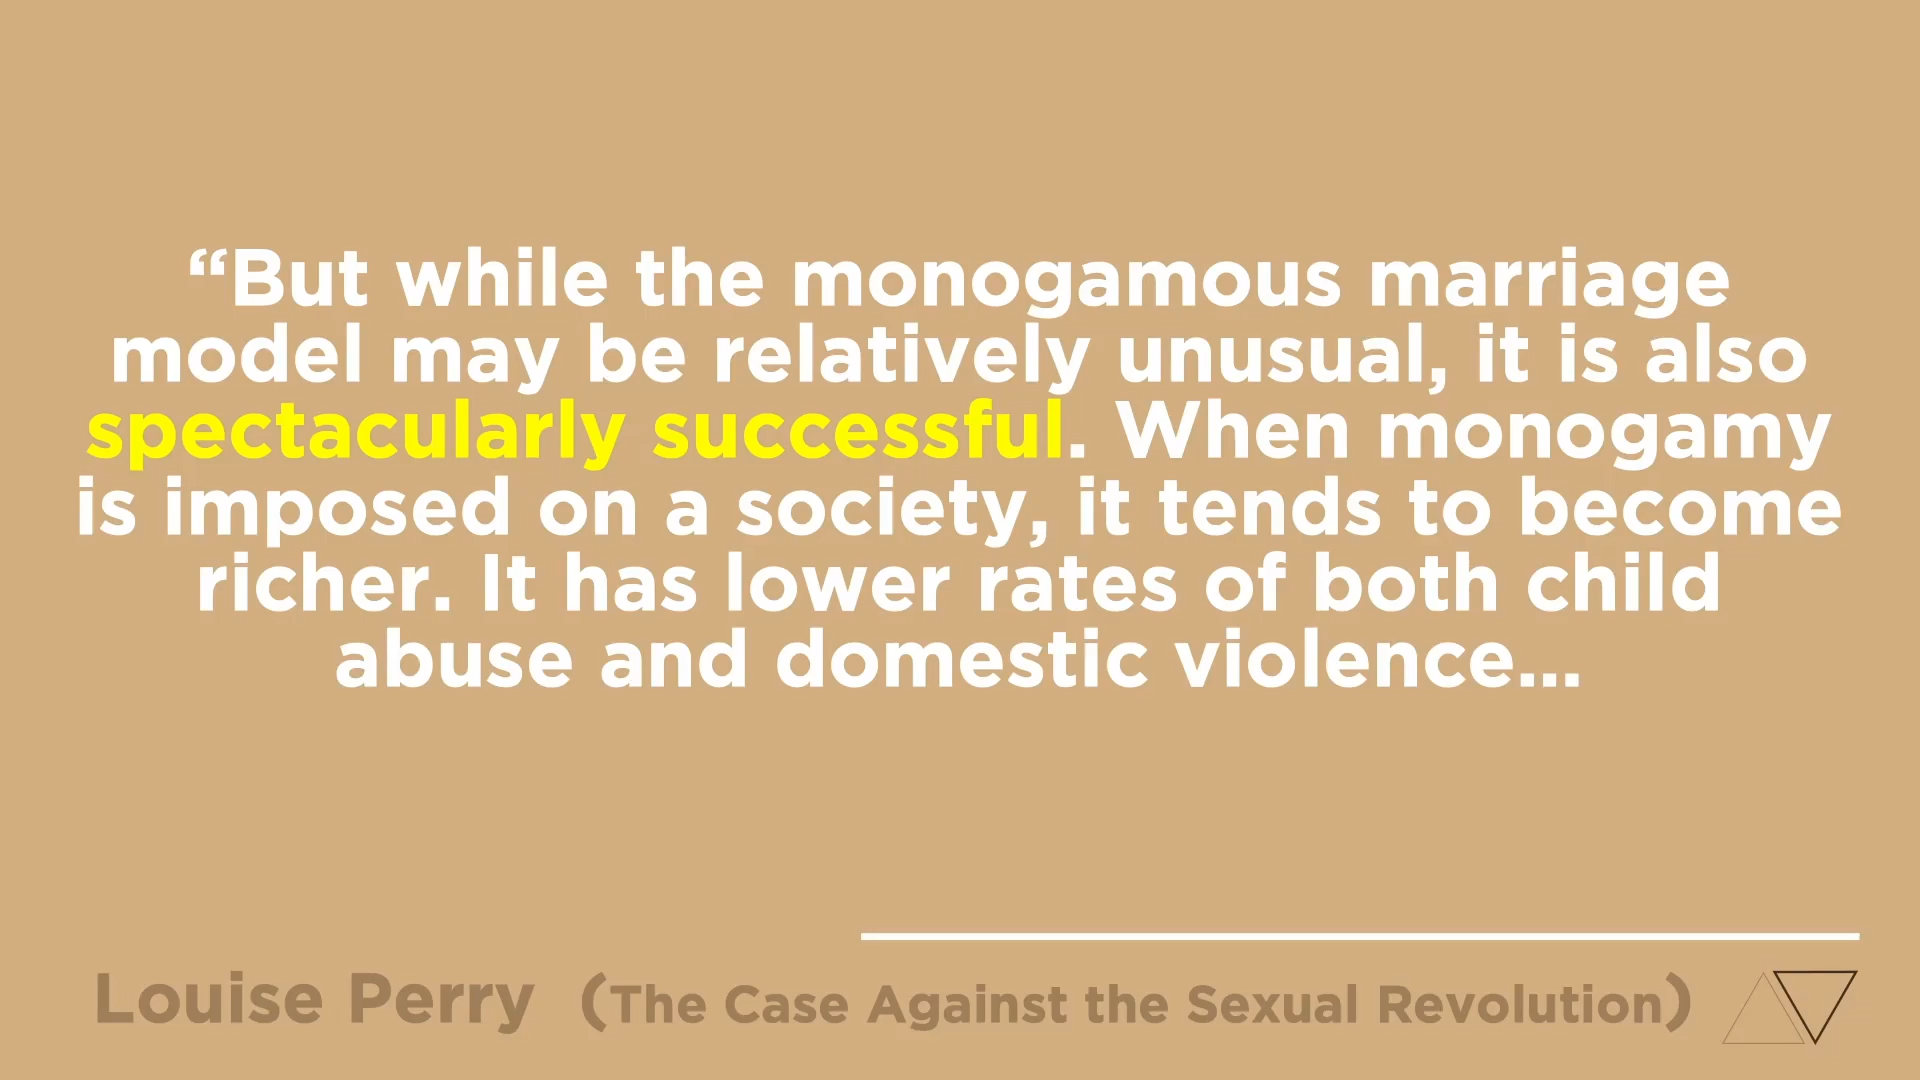 “But while the monogamous marriage
model may be relatively unusual, it is also
spectacularly successful. When monogamy
is imposed on a society, it tends to become
richer. It has lower rates of both child
abuse and domestic violence...
Louise Perry (The Case Against the Sexual Revolution)